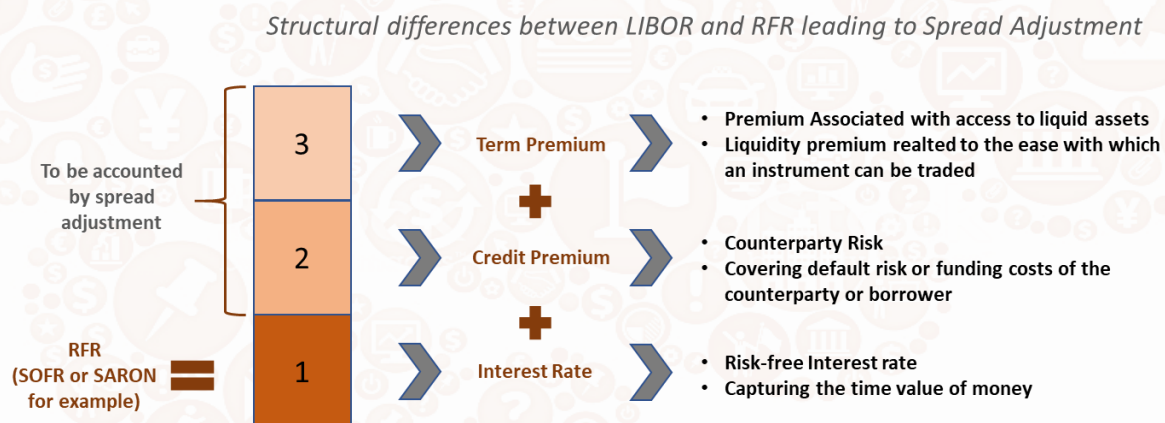 Structural differences between LIBOR and RFR leading to Spread Adjustment
To be accounted
by spread
adjustment
3
Term Premium
• Premium Associated with access to liquid assets
• Liquidity premium realted to the ease with which
an instrument can be traded
2
Credit Premium
• Counterparty Risk
• Covering default risk or funding costs of the
counterparty or borrower
RFR
(SOFR or SARON
for example)
1
Interest Rate
• Risk-free Interest rate
• Capturing the time value of money